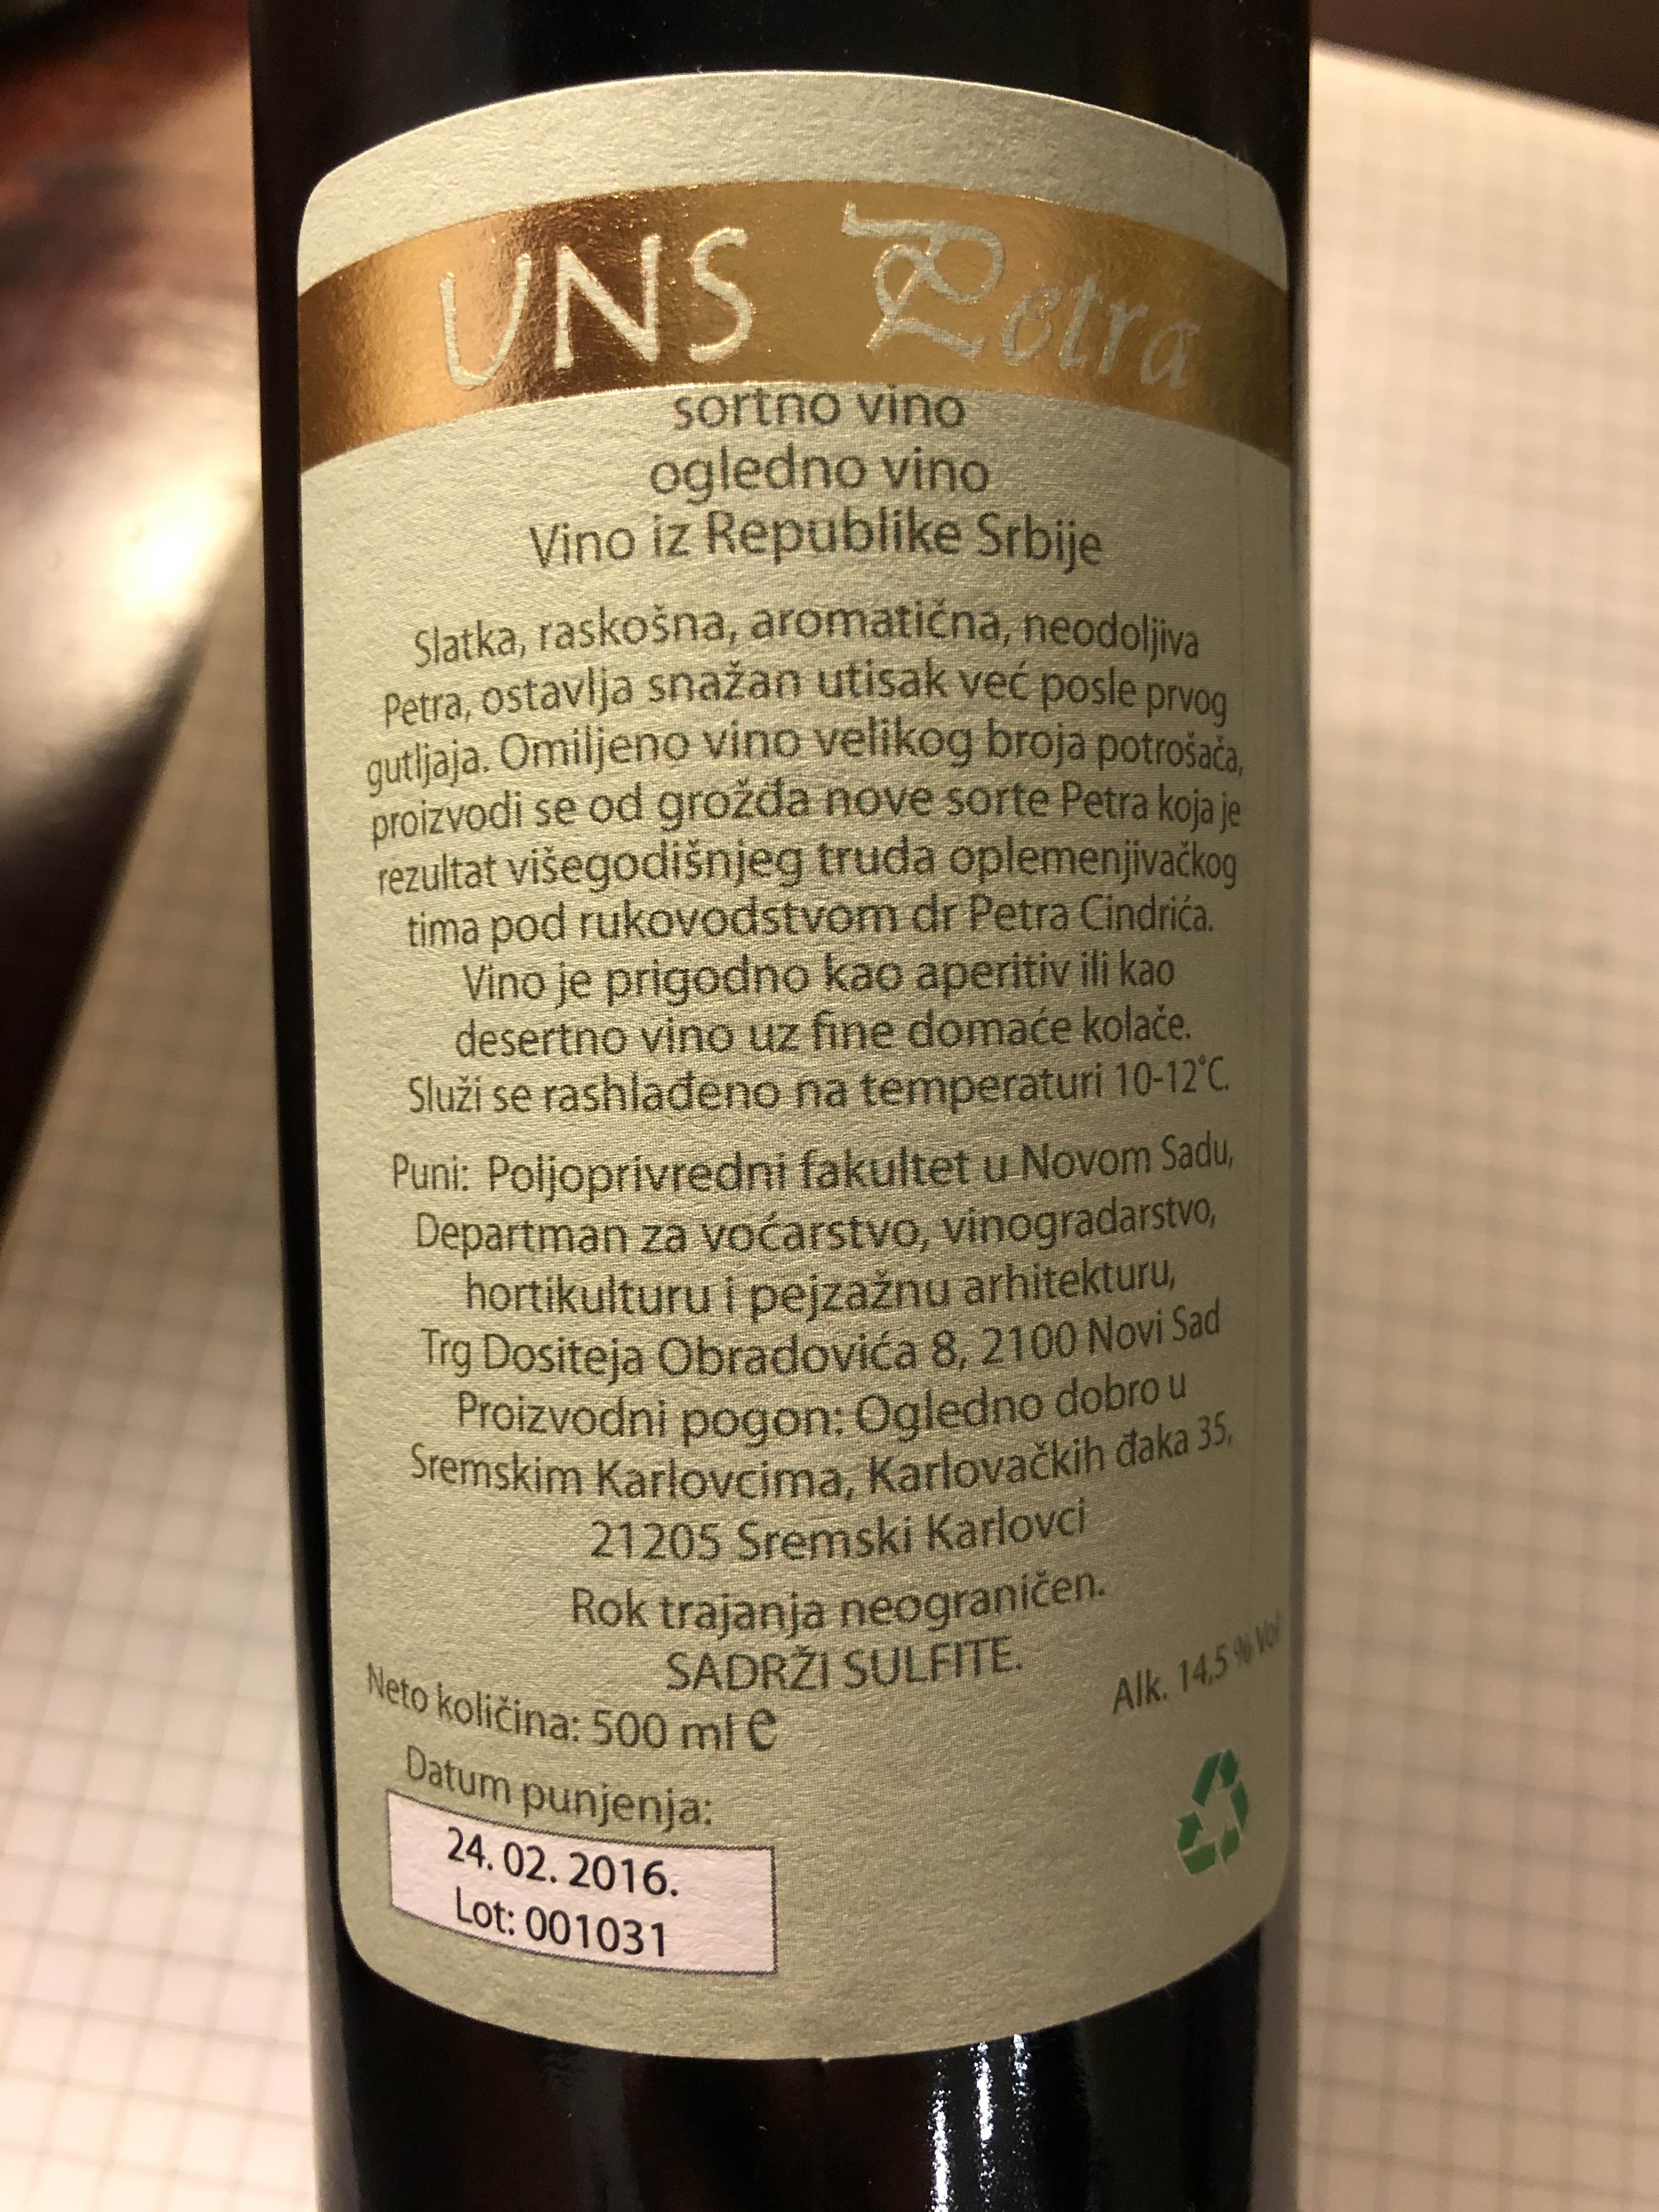 UNS Petra
sortno vino
ogledno vino
Vino iz Republike Srbije
Slatka, raskošna, aromatična, neodoljiva
Petra, ostavlja snažan utisak već posle prvog
gutljaja. Omiljeno vino velikog broja potrošača,
proizvodi se od grožđa nove sorte Petra koja je
rezultat višegodišnjeg truda oplemenjivačkog
tima pod rukovodstvom dr Petra Cindrića.
Vino je prigodno kao aperitiv ili kao
desertno vino uz fine domaće kolače.
Služi se rashlađeno na temperaturi 10-12°C.
Puni: Poljoprivredni fakultet u Novom Sadu,
Departman za voćarstvo, vinogradarstvo,
hortikulturu i pejzažnu arhitekturu,
Trg Dositeja Obradovića 8, 2100 Novi Sad
Proizvodni pogon: Ogledno dobro u
Sremskim Karlovcima, Karlovačkih đaka 35,
21205 Sremski Karlovci
Rok trajanja neograničen.
SADRŽI SULFITE.
Neto količina: 500 ml e
Alk. 14,5 % Vol
Datum punjenja:
24. 02. 2016.
Lot: 001031